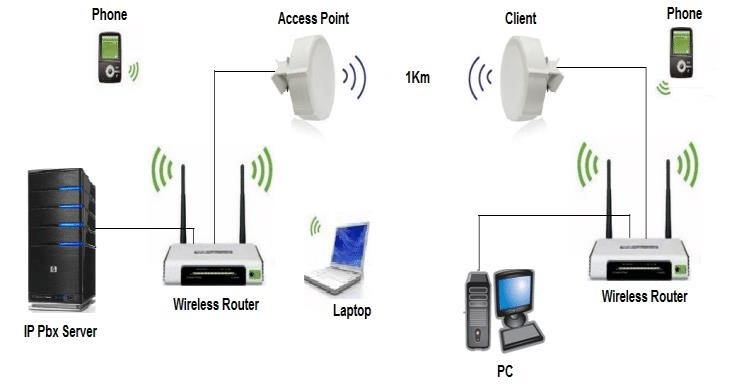 Phone
Access Point
Client
Phone
1Km
IP Pbx Server
Wireless Router
Laptop
PC
Wireless Router